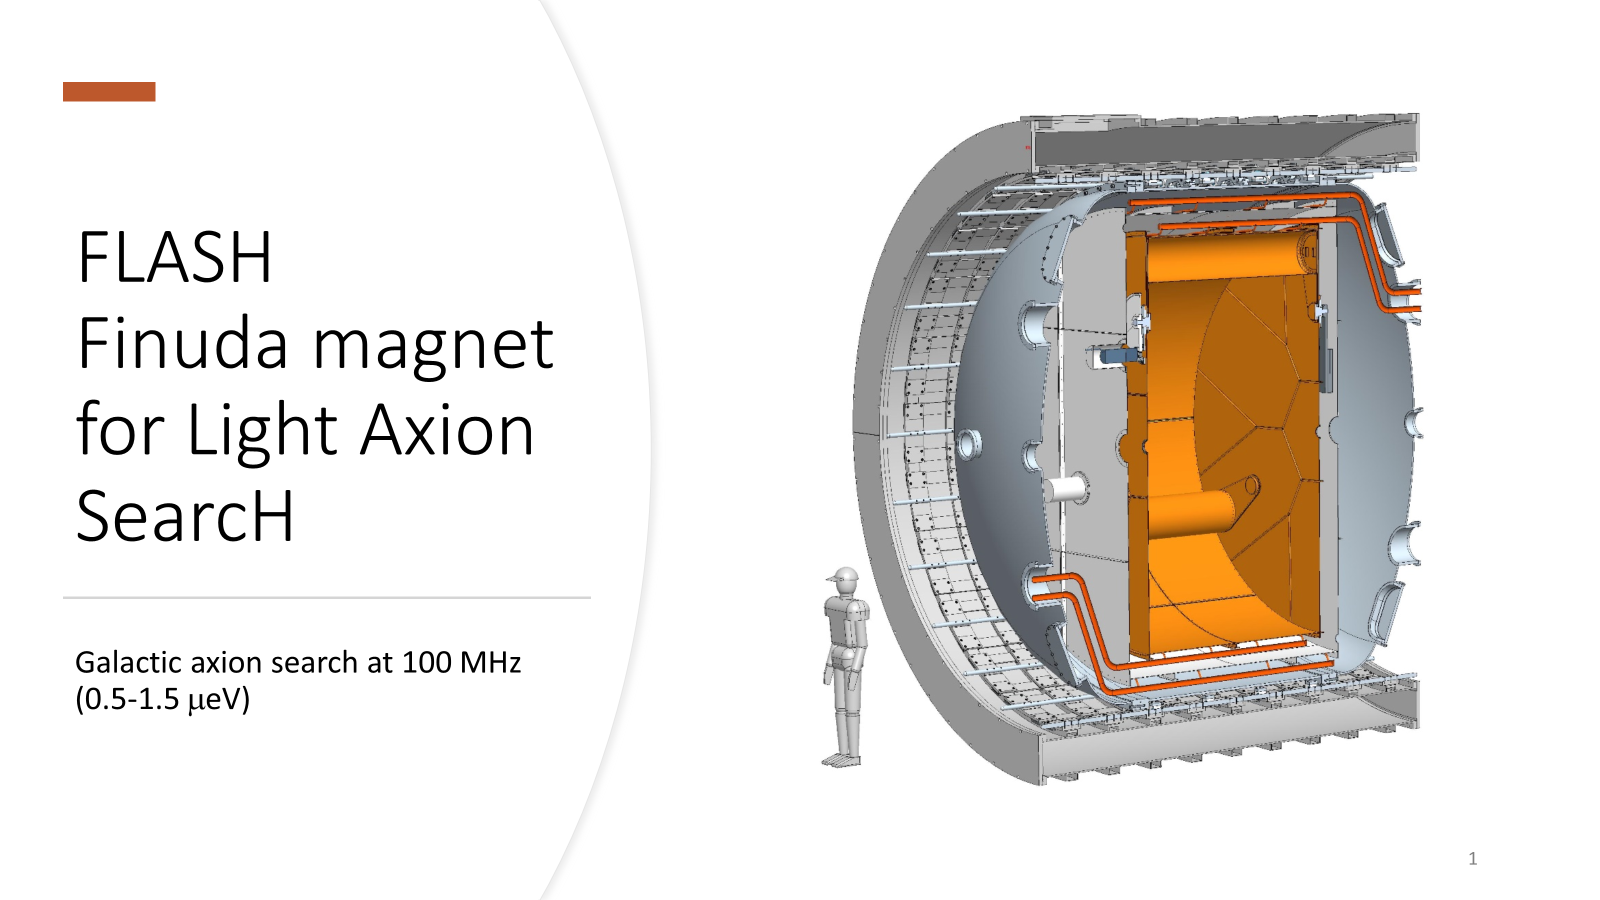 FLASH
Finuda magnet
for Light Axion
SearcH
Galactic axion search at 100 MHz
(0.5-1.5 μeV)
1